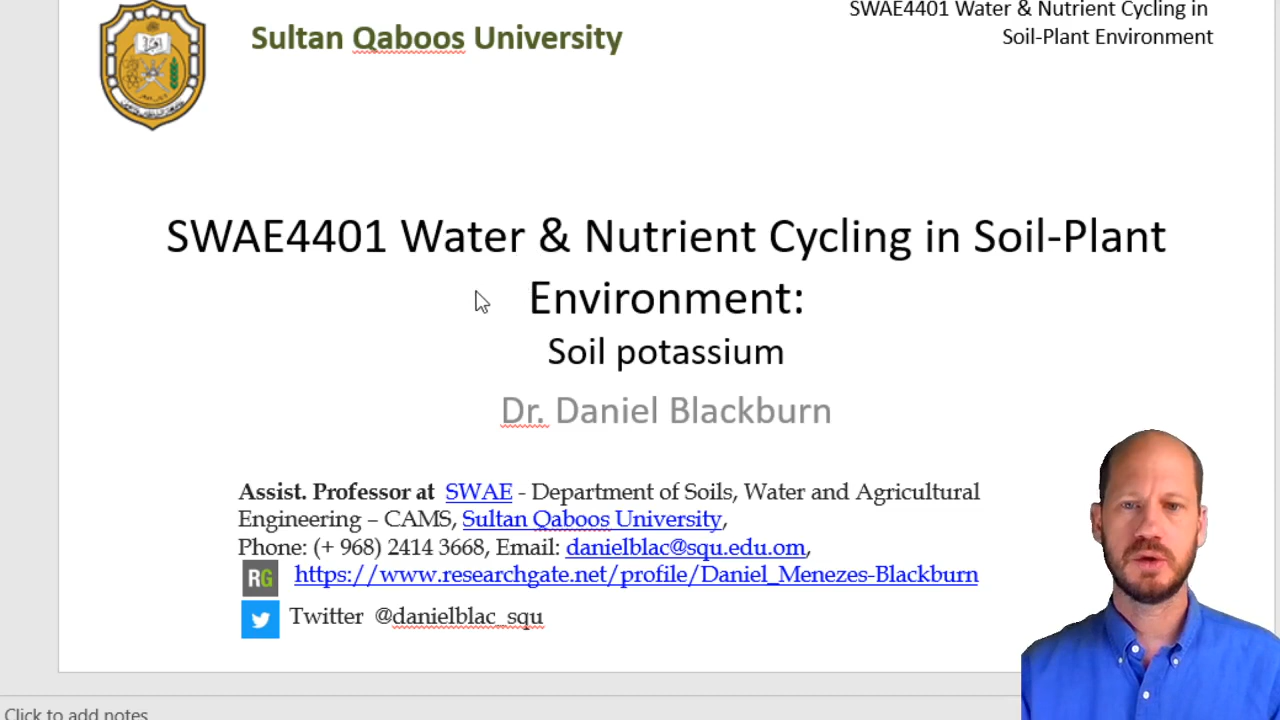 Sultan Qaboos University
SWAE4401 Water & Nutrient Cycling in
Soil-Plant Environment
SWAE4401 Water & Nutrient Cycling in Soil-Plant
Environment:
Soil potassium
Dr. Daniel Blackburn
Assist. Professor at SWAE - Department of Soils, Water and Agricultural
Engineering – CAMS, Sultan Qaboos University,
Phone: (+ 968) 2414 3668, Email: danielblac@squ.edu.om,
RG https://www.researchgate.net/profile/Daniel_Menezes-Blackburn
Twitter @danielblac_squ
Click to add notes